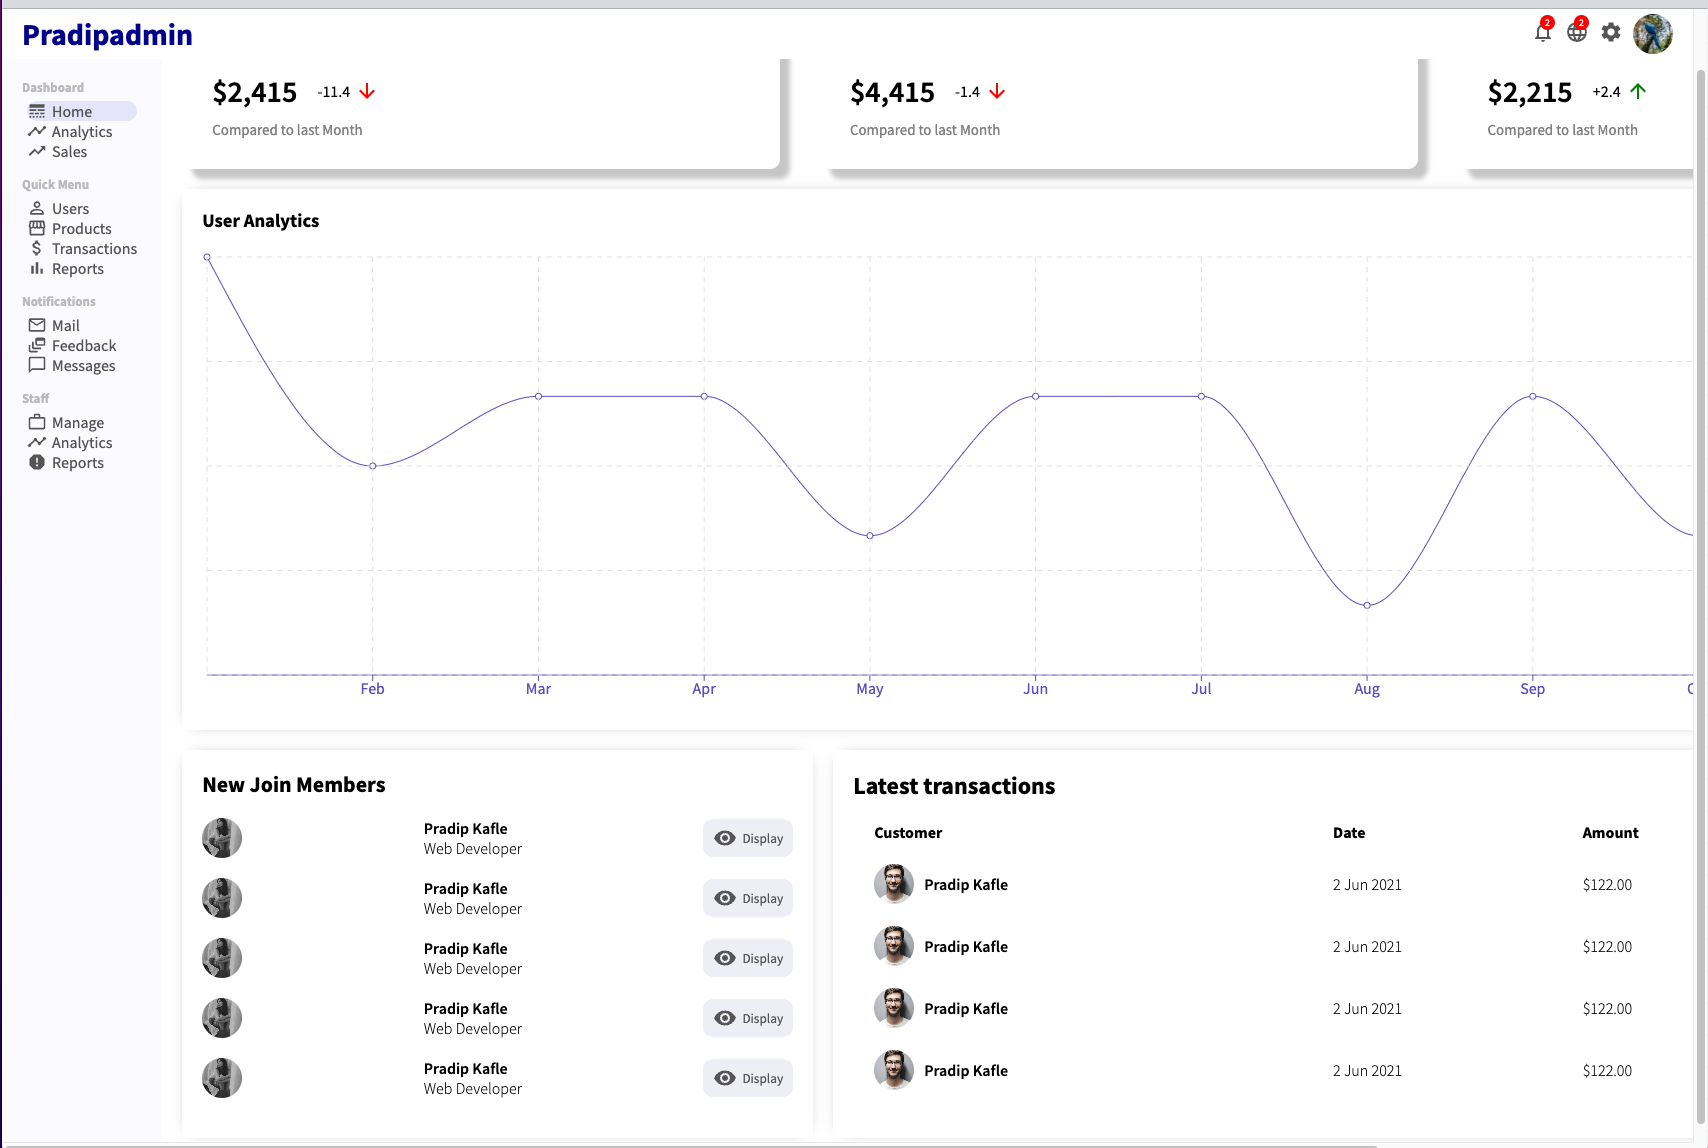 Pradipadmin
2
2
Dashboard
Home
Analytics
Sales
Quick Menu
Users
Products
Transactions
Reports
Notifications
Mail
Feedback
Messages
Staff
Manage
Analytics
Reports
$2,415 -11.4
Compared to last Month
$4,415 -1.4
Compared to last Month
$2,215 +2.4
Compared to last Month
User Analytics
Feb Mar Apr May Jun Jul Aug Sep
New Join Members
Pradip Kafle
Web Developer
Display
Pradip Kafle
Web Developer
Display
Pradip Kafle
Web Developer
Display
Pradip Kafle
Web Developer
Display
Pradip Kafle
Web Developer
Display
Latest transactions
Customer Date Amount
Pradip Kafle 2 Jun 2021 $122.00
Pradip Kafle 2 Jun 2021 $122.00
Pradip Kafle 2 Jun 2021 $122.00
Pradip Kafle 2 Jun 2021 $122.00